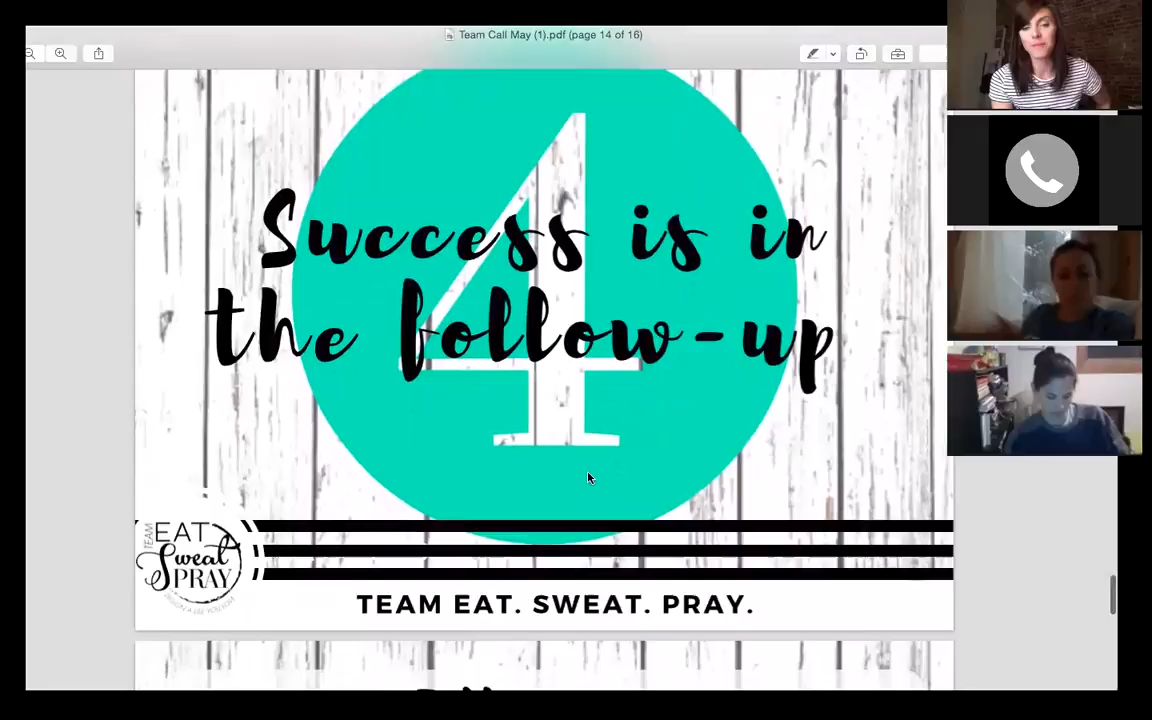 Team Call May (1).pdf (page 14 of 16)
4
Success is in
the follow-up
TEAM
EAT
Sweat
PRAY
TEAM EAT. SWEAT. PRAY.